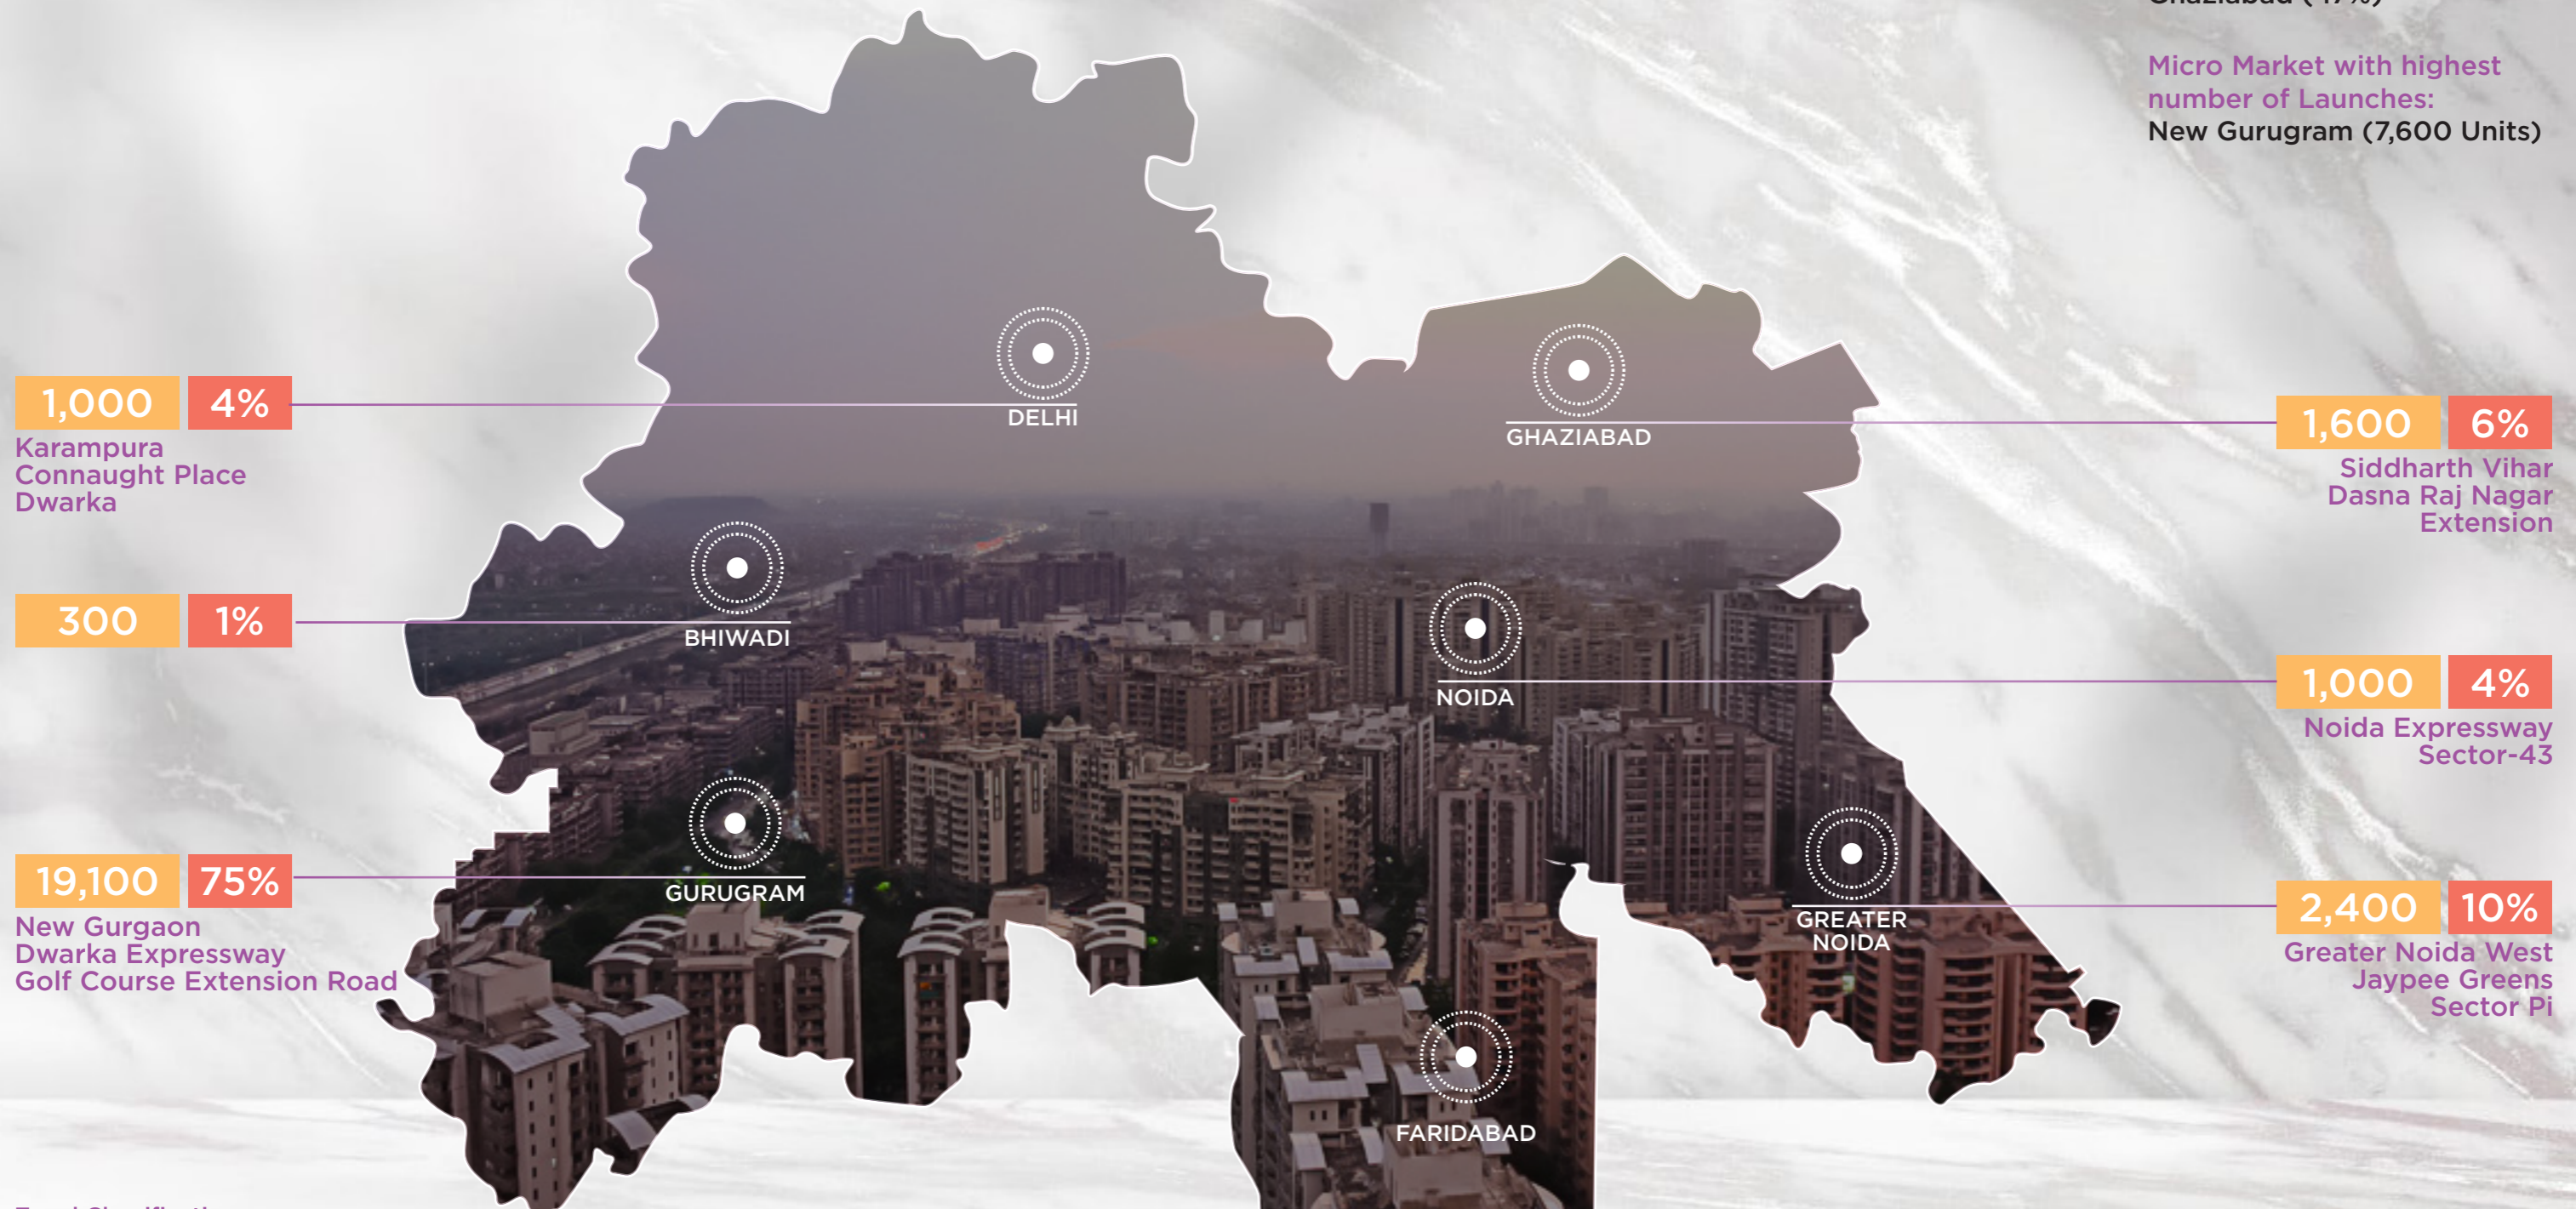 Ghaziabad (47%)
Micro Market with highest
number of Launches:
New Gurugram (7,600 Units)
DELHI
1,000 4%
Karampura
Connaught Place
Dwarka
GHAZIABAD
1,600 6%
Siddharth Vihar
Dasna Raj Nagar
Extension
BHIWADI
300 1%
NOIDA
1,000 4%
Noida Expressway
Sector-43
GURUGRAM
19,100 75%
New Gurgaon
Dwarka Expressway
Golf Course Extension Road
GREATER
NOIDA
2,400 10%
Greater Noida West
Jaypee Greens
Sector Pi
FARIDABAD